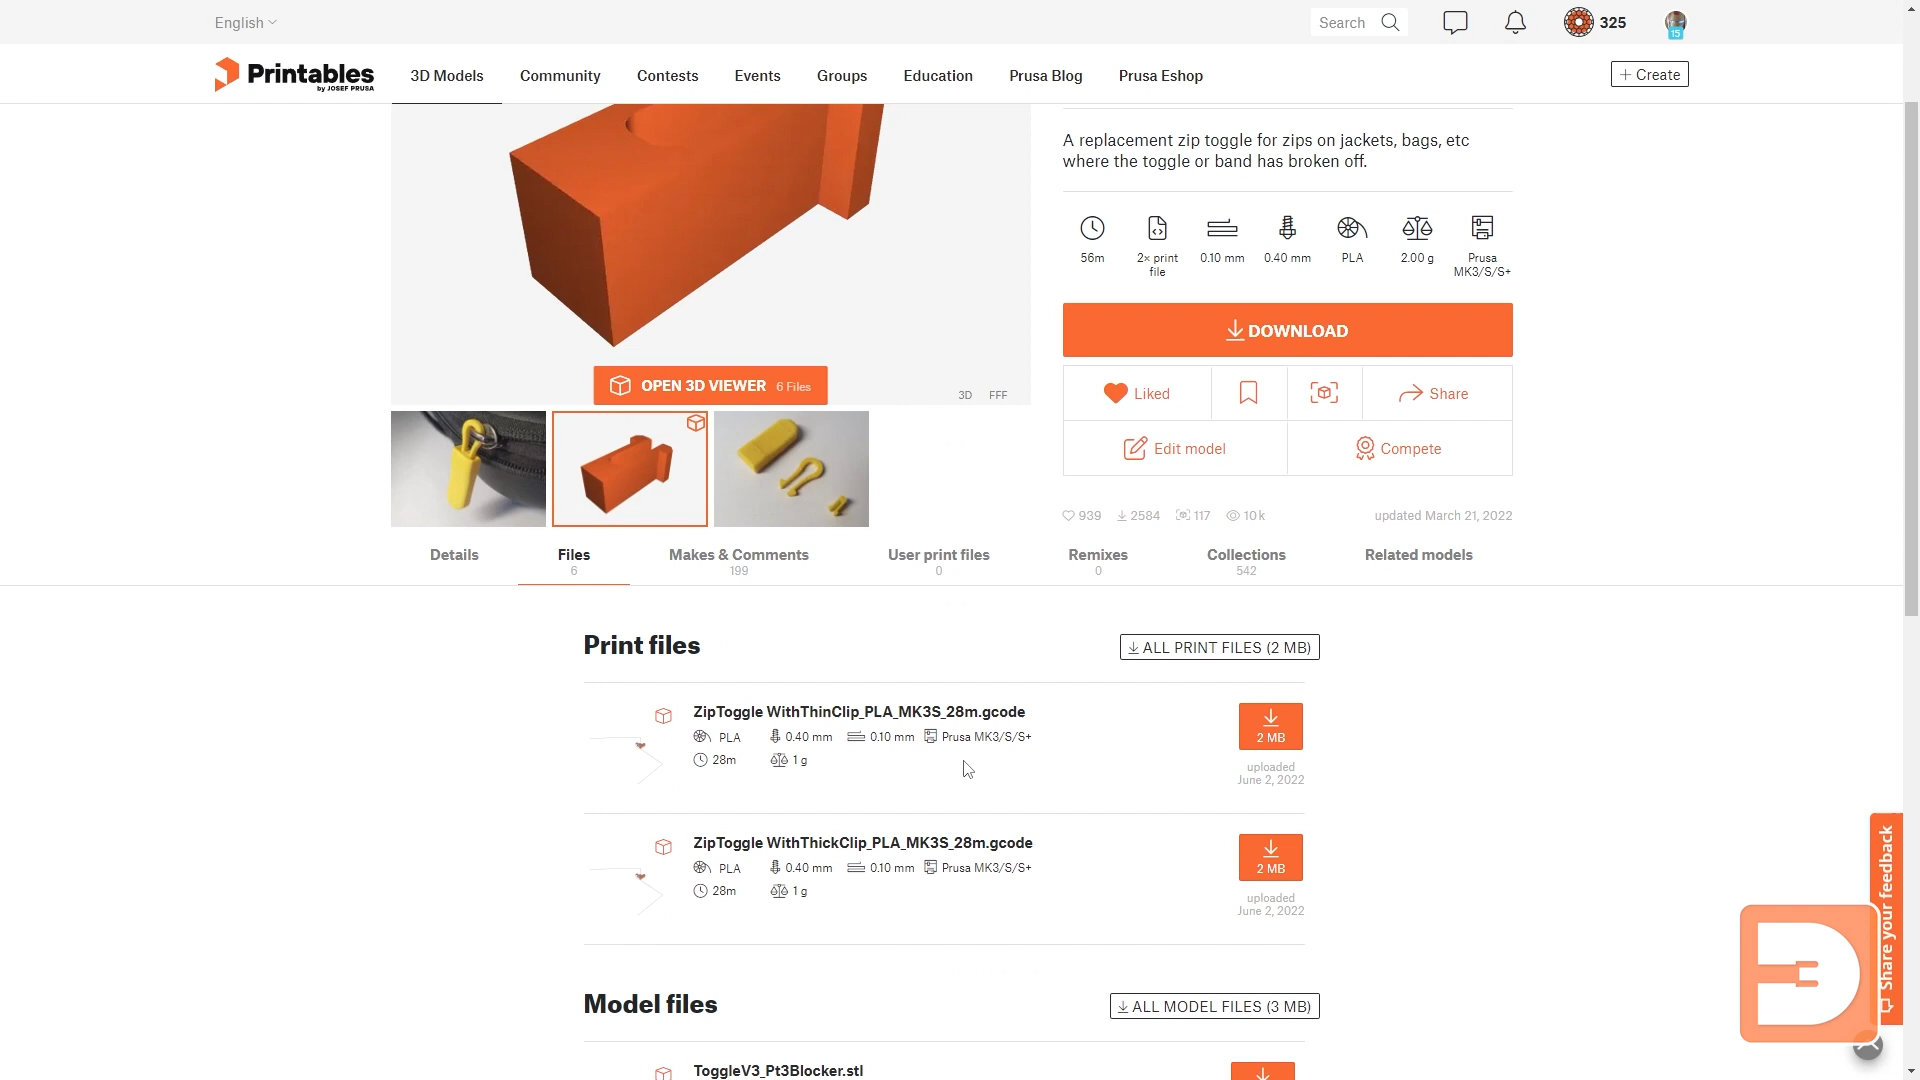 English
Search
325
15
Printables
by JOSEF PRUSA
3D Models
Community
Contests
Events
Groups
Education
Prusa Blog
Prusa Eshop
+ Create
A replacement zip toggle for zips on jackets, bags, etc
where the toggle or band has broken off.
56m
2× print
file
0.10 mm
0.40 mm
PLA
2.00 g
Prusa
MK3/S/S+
DOWNLOAD
OPEN 3D VIEWER 6 Files
3D FFF
Liked
Share
Edit model
Compete
939 2584 117 10k
updated March 21, 2022
Details
Files
6
Makes & Comments
199
User print files
0
Remixes
0
Collections
542
Related models
Print files
ALL PRINT FILES (2 MB)
ZipToggle WithThinClip_PLA_MK3S_28m.gcode
PLA 0.40 mm 0.10 mm Prusa MK3/S/S+
28m 1 g
2 MB
uploaded
June 2, 2022
ZipToggle WithThickClip_PLA_MK3S_28m.gcode
PLA 0.40 mm 0.10 mm Prusa MK3/S/S+
28m 1 g
2 MB
uploaded
June 2, 2022
Share your feedback
Model files
ALL MODEL FILES (3 MB)
ToggleV3_Pt3Blocker.stl